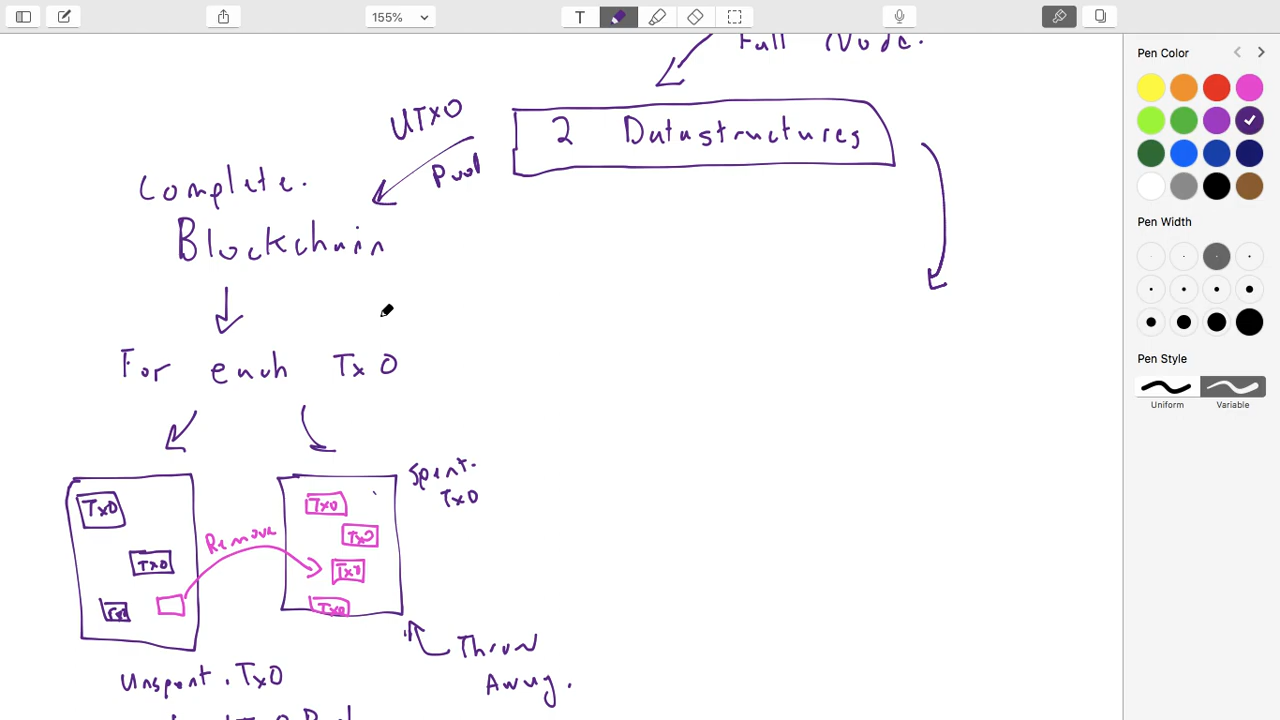 155%
T
Full Node.
2 Datastructures
UTXO
Pool
Complete.
Blockchain
For each TxO
Spent.
TxO
TxO
TxO
TxO
TxO
TxO
TxO
TxO
Remove
Throw
Away.
Unspent. TxO
Pen Color
Pen Width
Pen Style
Uniform
Variable